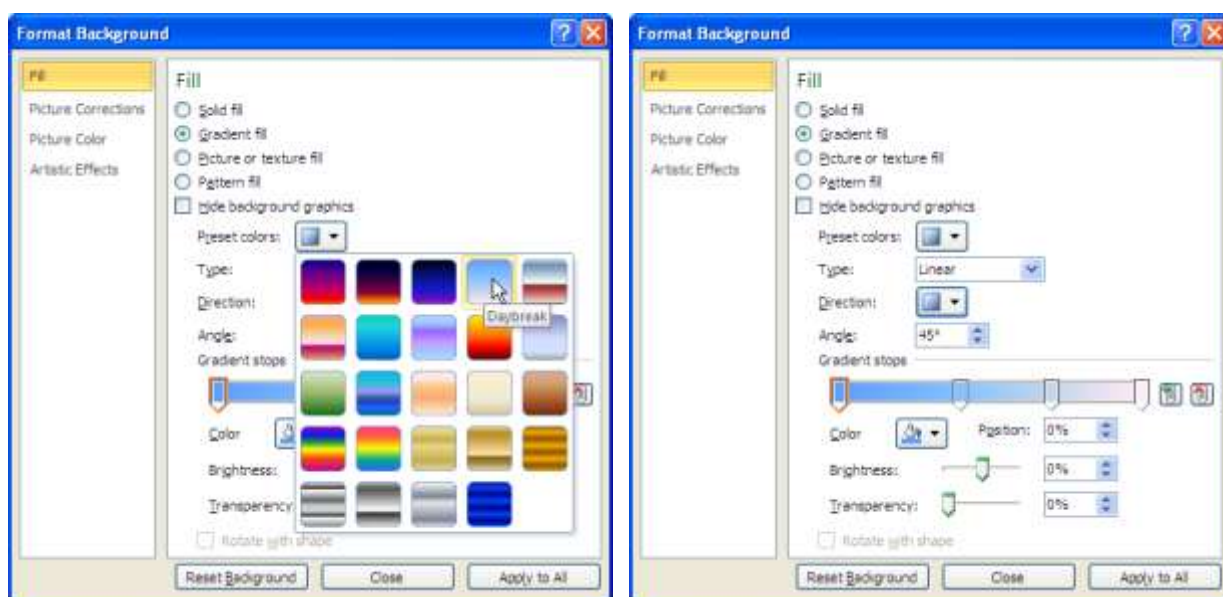 Format Background
Fill
Picture Corrections
Picture Color
Artistic Effects
Fill
Solid fill
Gradient fill
Picture or texture fill
Pattern fill
Hide background graphics
Preset colors:
Type:
Daybreak
Direction:
Angle:
Gradient stops
Color
Brightness:
Transparency
Rotate with shape
Reset Background Close Apply to All
Format Background
Fill
Picture Corrections
Picture Color
Artistic Effects
Fill
Solid fill
Gradient fill
Picture or texture fill
Pattern fill
Hide background graphics
Preset colors:
Type: Linear
Direction:
Angle: 45°
Gradient stops
Color Position: 0%
Brightness: 0%
Transparency: 0%
Rotate with shape
Reset Background Close Apply to All